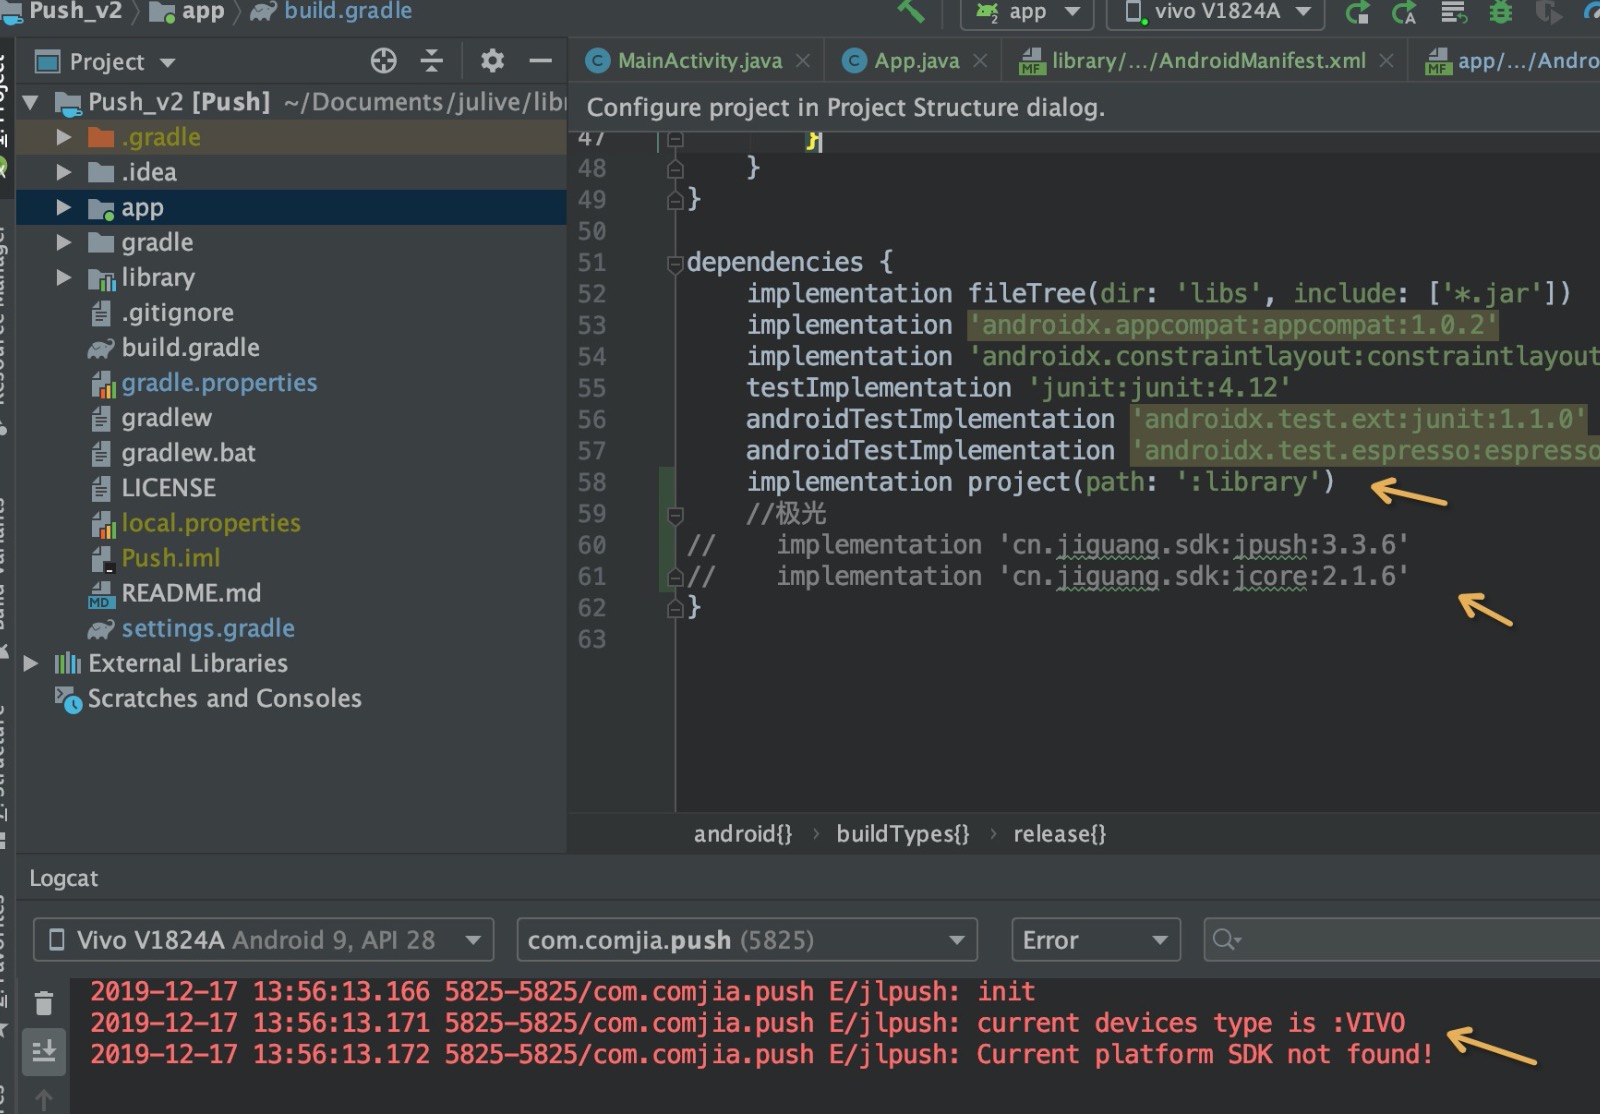 Push_v2
app
build.gradle
app
vivo V1824A
Project
MainActivity.java
App.java
library/.../AndroidManifest.xml
Push_v2 [Push] ~/Documents/julive/lib
Configure project in Project Structure dialog.
.gradle
.idea
app
gradle
library
.gitignore
build.gradle
gradle.properties
gradlew
gradlew.bat
LICENSE
local.properties
Push.iml
README.md
settings.gradle
External Libraries
Scratches and Consoles
47 }
48 }
49 }
50
51 dependencies {
52 implementation fileTree(dir: 'libs', include: ['*.jar'])
53 implementation 'androidx.appcompat:appcompat:1.0.2'
54 implementation 'androidx.constraintlayout:constraintlayout
55 testImplementation 'junit:junit:4.12'
56 androidTestImplementation 'androidx.test.ext:junit:1.1.0'
57 androidTestImplementation 'androidx.test.espresso:espresso
58 implementation project(path: ':library')
59 //极光
60 // implementation 'cn.jiguang.sdk:jpush:3.3.6'
61 // implementation 'cn.jiguang.sdk:jcore:2.1.6'
62 }
63
android{} › buildTypes{} › release{}
Logcat
Vivo V1824A Android 9, API 28
com.comjia.push (5825)
Error
2019-12-17 13:56:13.166 5825-5825/com.comjia.push E/jlpush: init
2019-12-17 13:56:13.171 5825-5825/com.comjia.push E/jlpush: current devices type is :VIVO
2019-12-17 13:56:13.172 5825-5825/com.comjia.push E/jlpush: Current platform SDK not found!